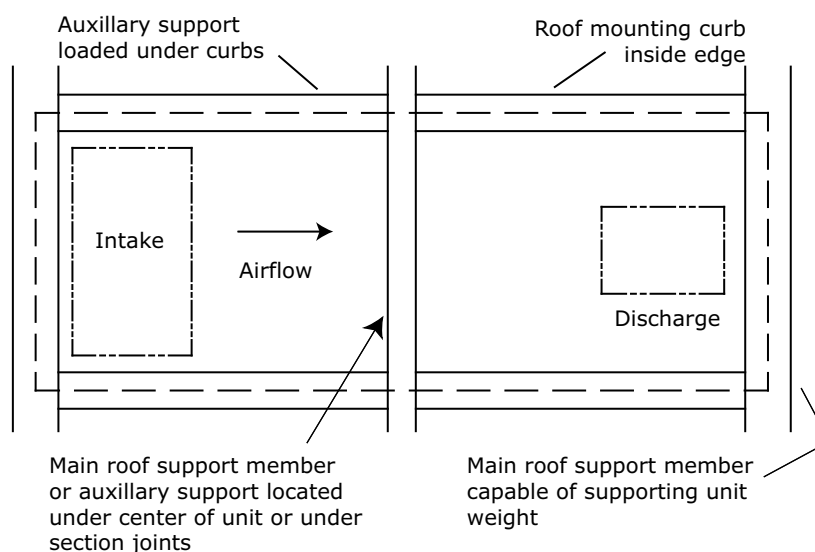 Auxillary support
loaded under curbs
Roof mounting curb
inside edge
Intake
Airflow
Discharge
Main roof support member
or auxillary support located
under center of unit or under
section joints
Main roof support member
capable of supporting unit
weight